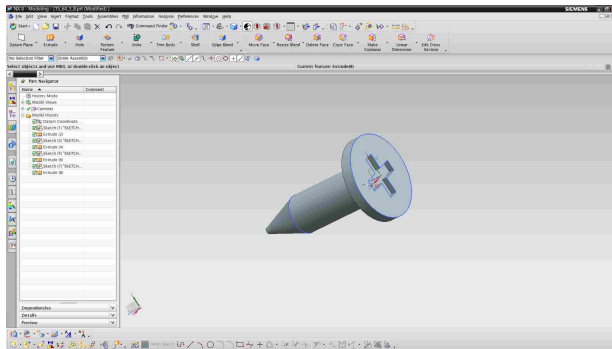 NX 8 - Modeling - [TS_64_1_8.prt (Modified) ]
SIEMENS
File Edit View Insert Format Tools Assemblies PMI Information Analysis Preferences Window Help
Start Command Finder
Datum Plane Extrude Hole Pattern Feature Unite Trim Body Shell Edge Blend Move Face Resize Blend Delete Face Copy Face Make Coplanar Linear Dimension Edit Cross Section
No Selection Filter Entire Assembly
Select objects and use MB3, or double-click an object
Current feature: Extrude(8)
Part Navigator
Name Comment
History Mode
Model Views
Cameras
Model History
Datum Coordinate ...
Sketch (1) "SKETCH...
Extrude (2)
Sketch (3) "SKETCH...
Extrude (4)
Sketch (5) "SKETCH...
Extrude (6)
Sketch (7) "SKETCH...
Extrude (8)
Dependencies
Details
Preview